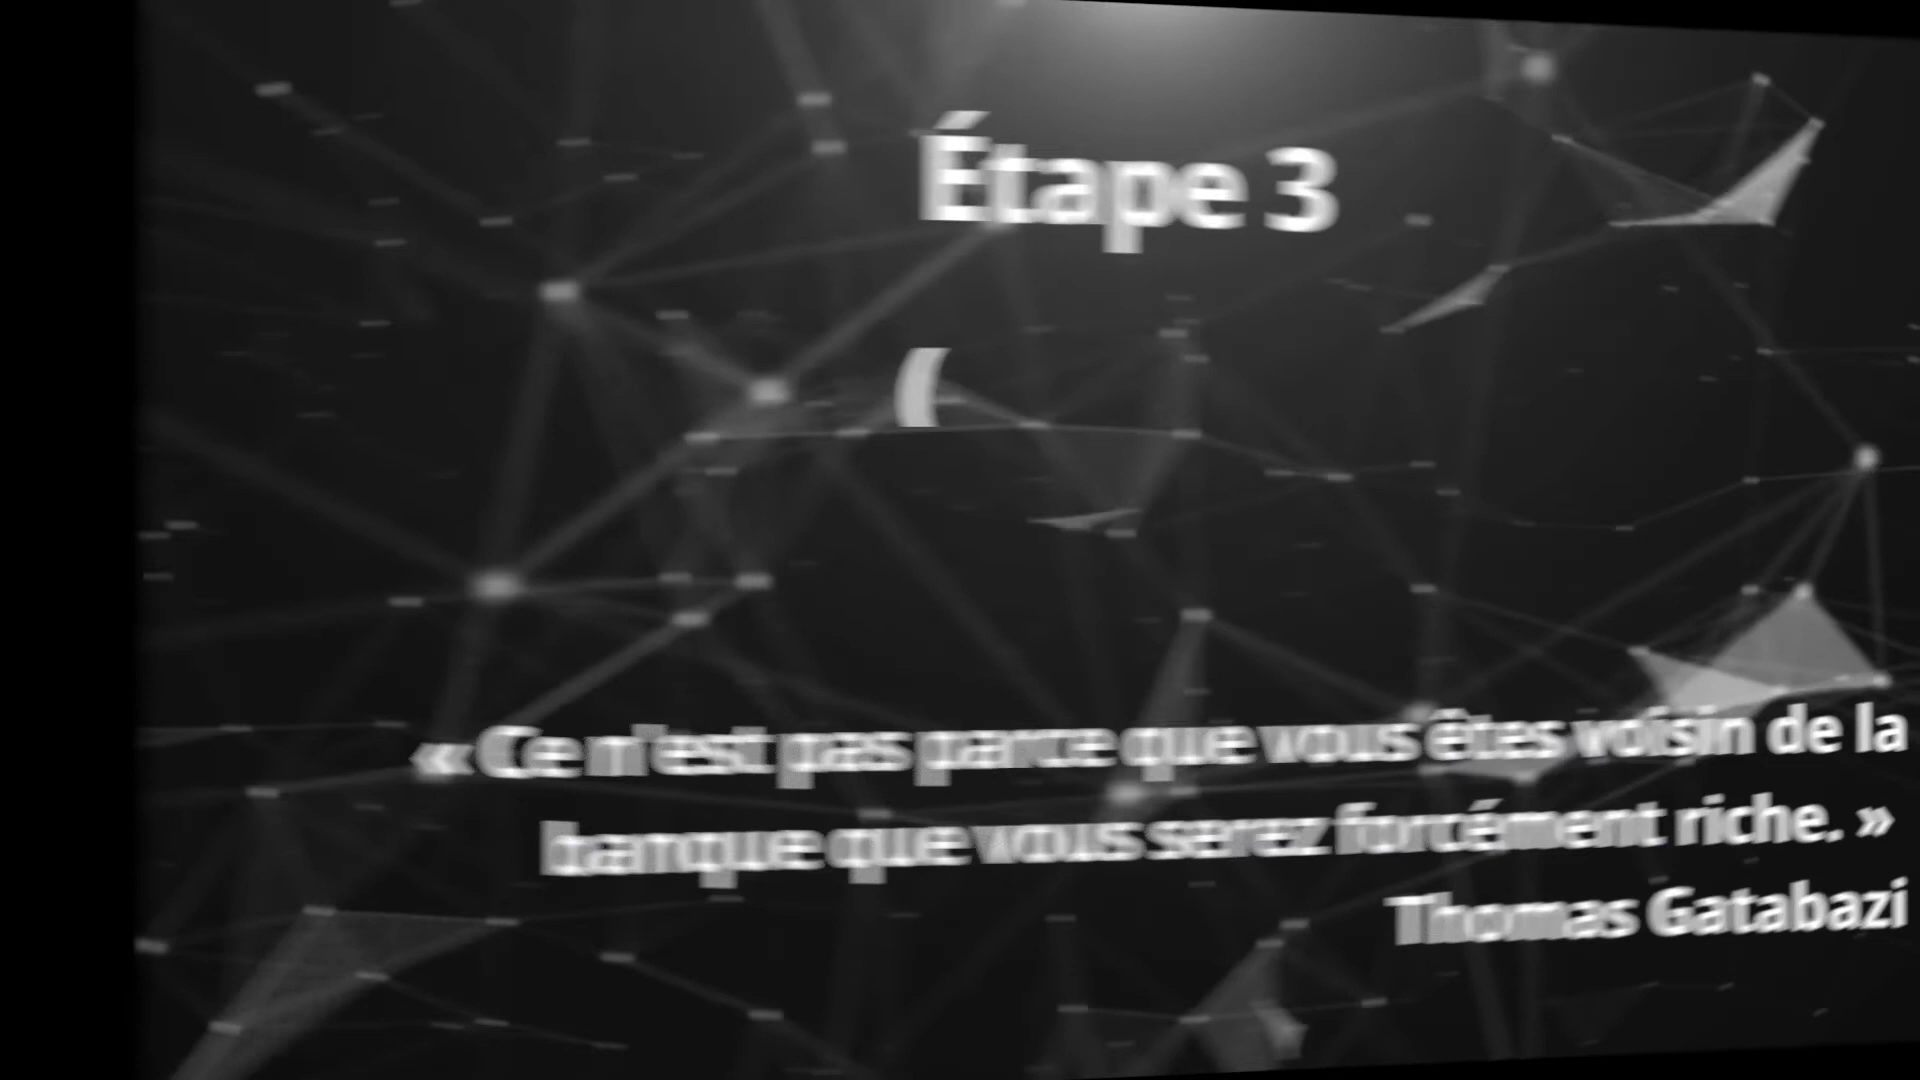 Étape 3
(
« Ce n'est pas parce que vous êtes voisin de la
banque que vous serez forcément riche. »
Thomas Gatabazi